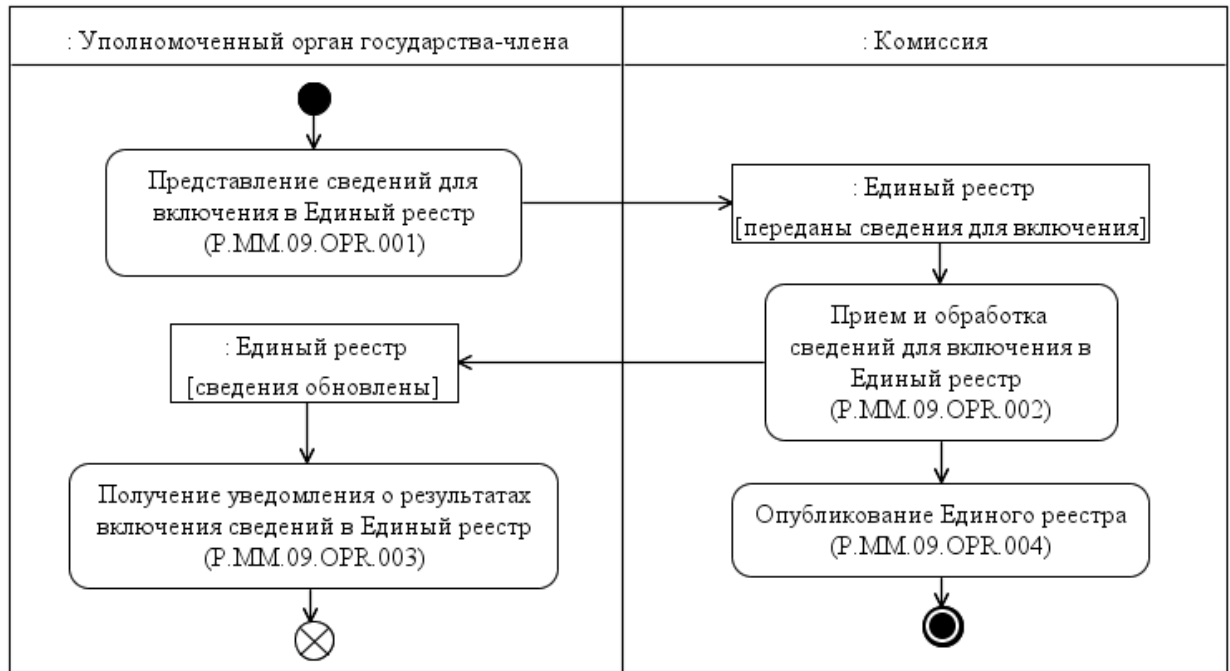 : Уполномоченный орган государства-члена
: Комиссия
Представление сведений для
включения в Единый реестр
(P.MM.09.OPR.001)
: Единый реестр
[переданы сведения для включения]
Прием и обработка
сведений для включения в
Единый реестр
(P.MM.09.OPR.002)
: Единый реестр
[сведения обновлены]
Получение уведомления о результатах
включения сведений в Единый реестр
(P.MM.09.OPR.003)
Опубликование Единого реестра
(P.MM.09.OPR.004)